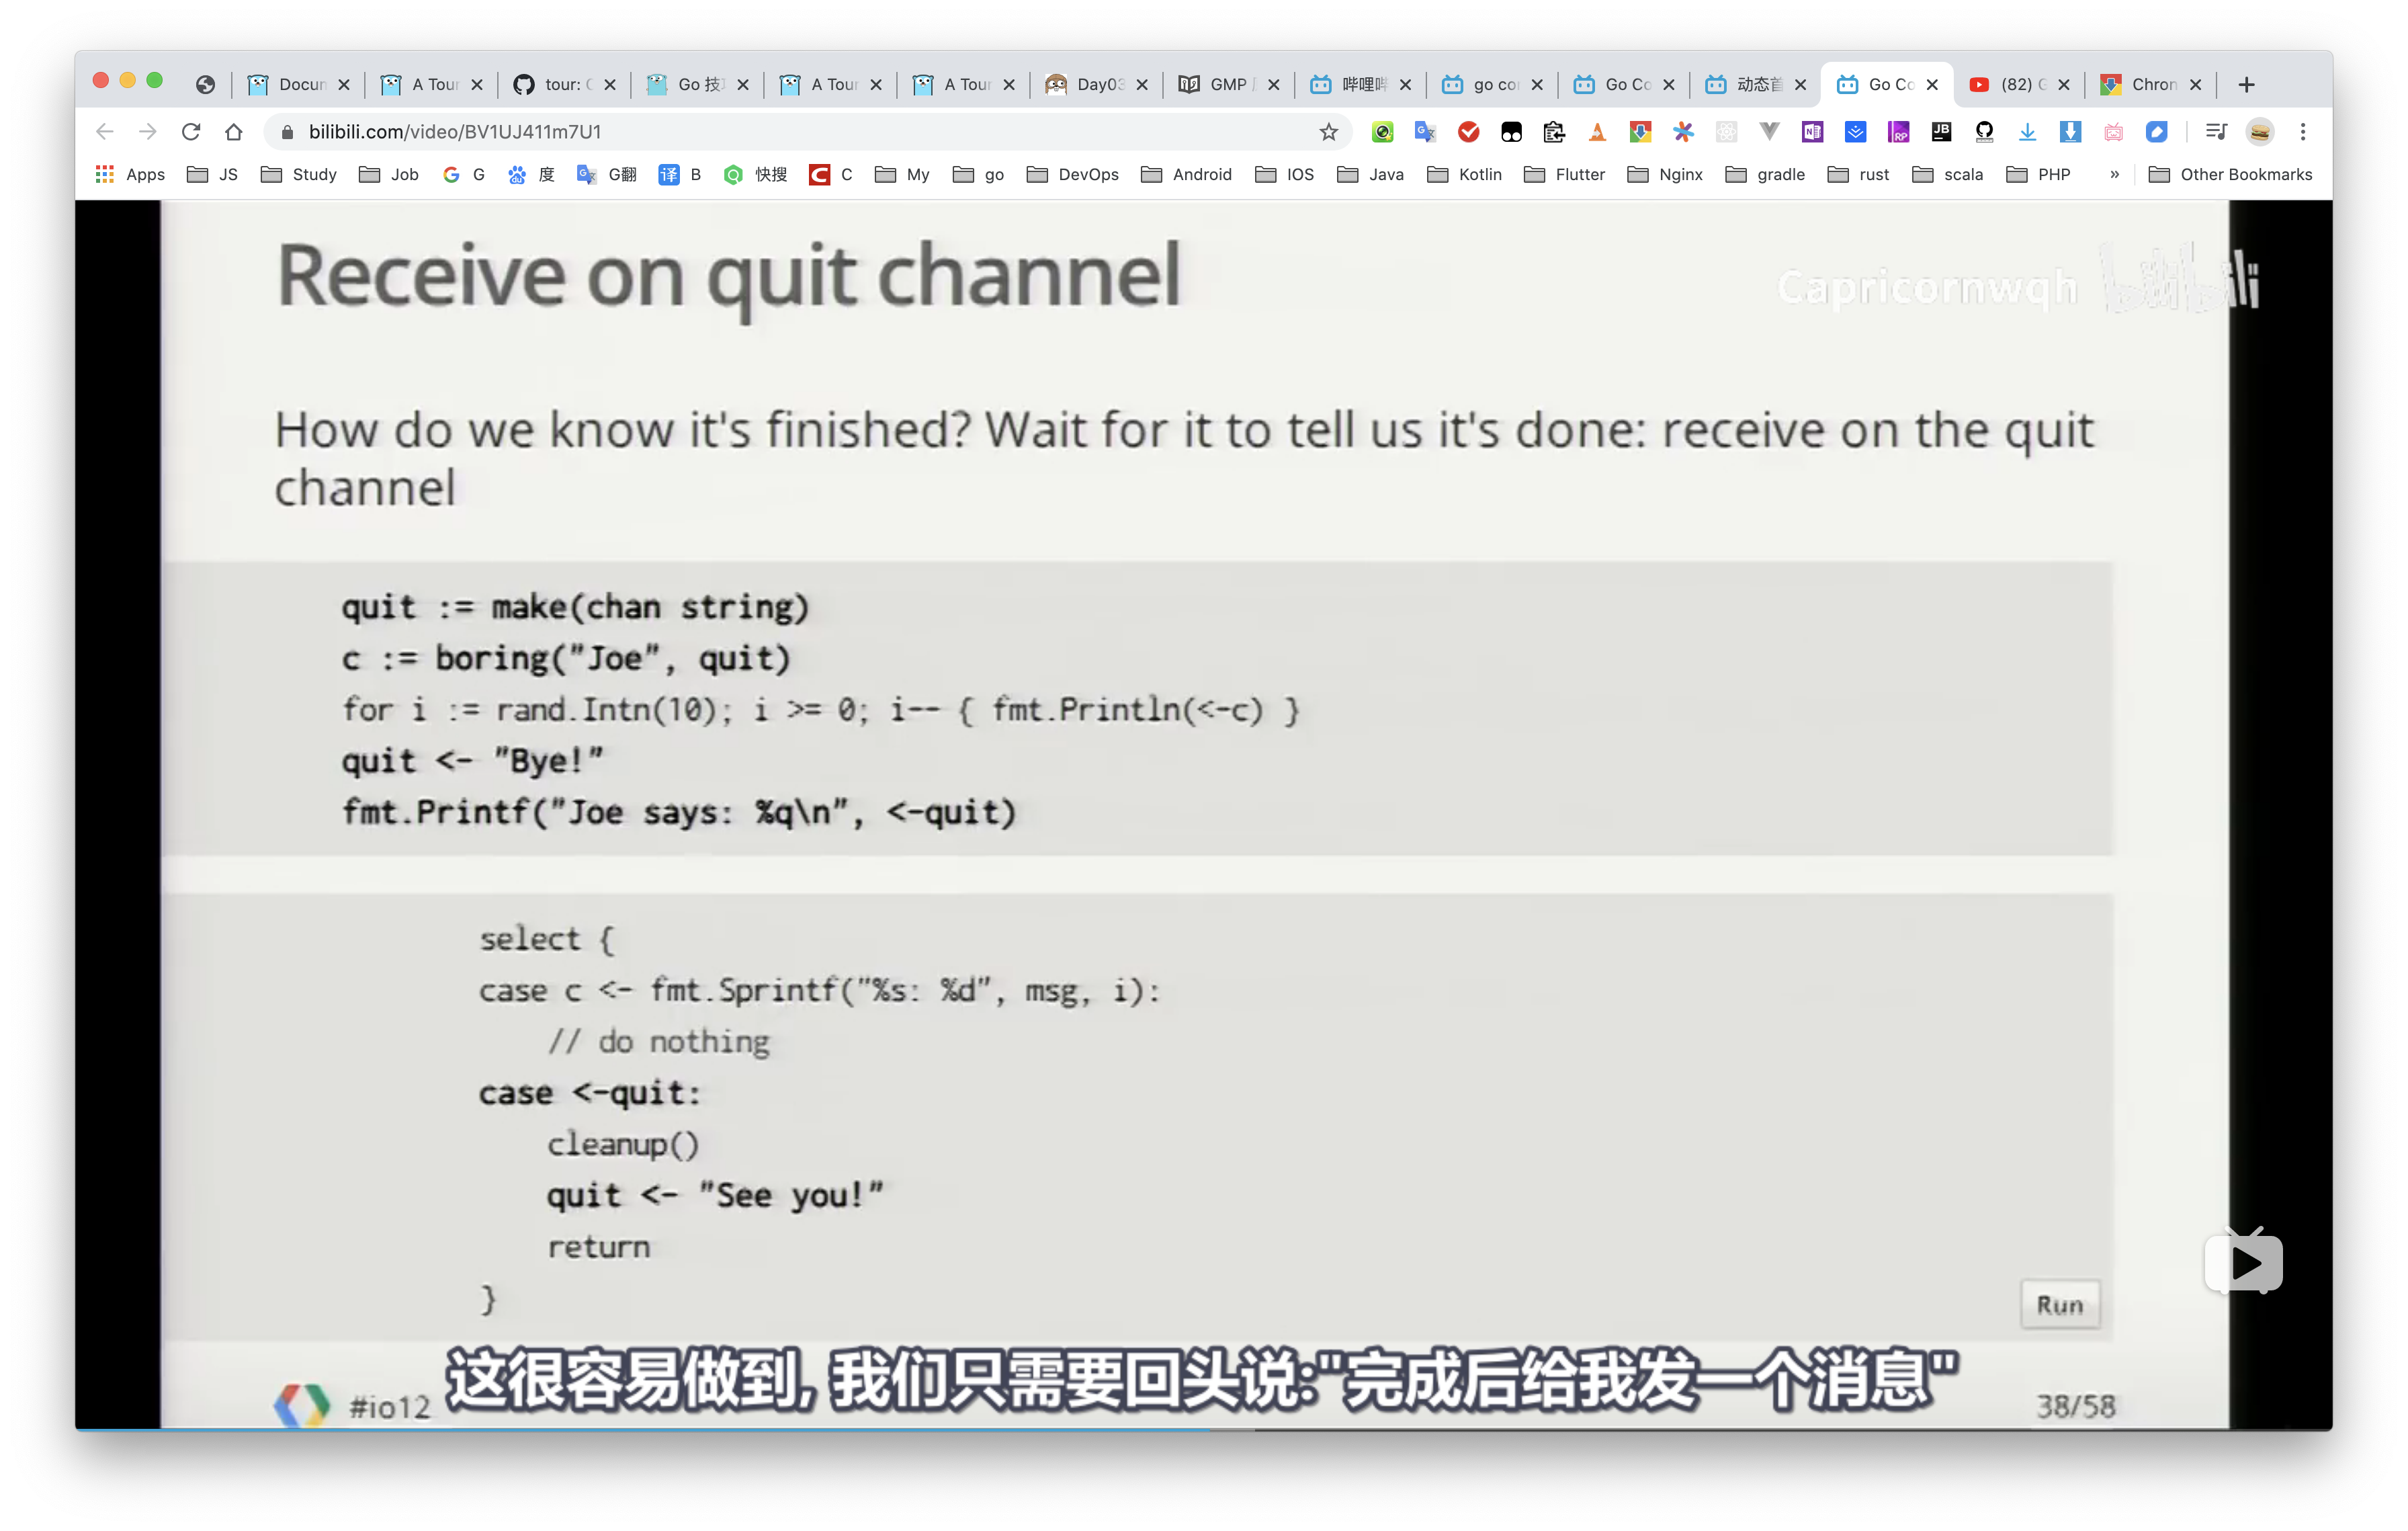 Docun
A Tour
tour: G
Go 技
A Tour
A Tour
Day03
GMP
哔哩哔
go con
Go Co
动态首
Go Co
(82) G
Chron
bilibili.com/video/BV1UJ411m7U1
Apps
JS
Study
Job
G
度
G翻
B
快搜
C
My
go
DevOps
Android
IOS
Java
Kotlin
Flutter
Nginx
gradle
rust
scala
PHP
»
Other Bookmarks
Receive on quit channel
Capricornwqh bilibili
How do we know it's finished? Wait for it to tell us it's done: receive on the quit
channel
quit := make(chan string)
c := boring("Joe", quit)
for i := rand.Intn(10); i >= 0; i-- { fmt.Println(<-c) }
quit <- "Bye!"
fmt.Printf("Joe says: %q\n", <-quit)
select {
case c <- fmt.Sprintf("%s: %d", msg, i):
// do nothing
case <-quit:
cleanup()
quit <- "See you!"
return
}
Run
这很容易做到, 我们只需要回头说:"完成后给我发一个消息"
#io12
38/58